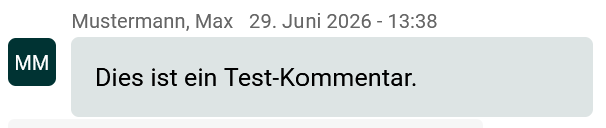 Mustermann, Max 29. Juni 2026 - 13:38
MM
Dies ist ein Test-Kommentar.